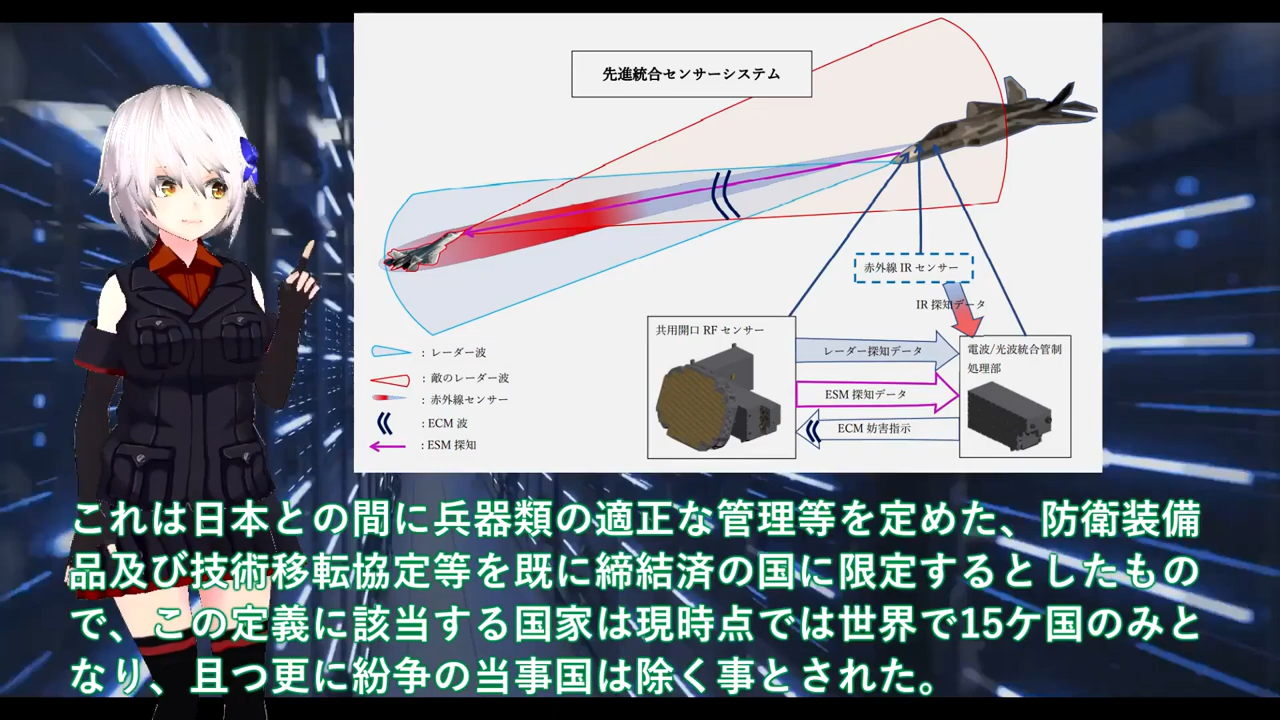 先進統合センサーシステム
赤外線 IR センサー
IR 探知データ
共用開口 RF センサー
レーダー探知データ
電波/光波統合管制
処理部
ESM 探知データ
ECM 妨害指示
：レーダー波
：敵のレーダー波
：赤外線センサー
：ECM 波
：ESM 探知
これは日本との間に兵器類の適正な管理等を定めた、防衛装備
品及び技術移転協定等を既に締結済の国に限定するとしたもの
で、この定義に該当する国家は現時点では世界で15ケ国のみと
なり、且つ更に紛争の当事国は除く事とされた。